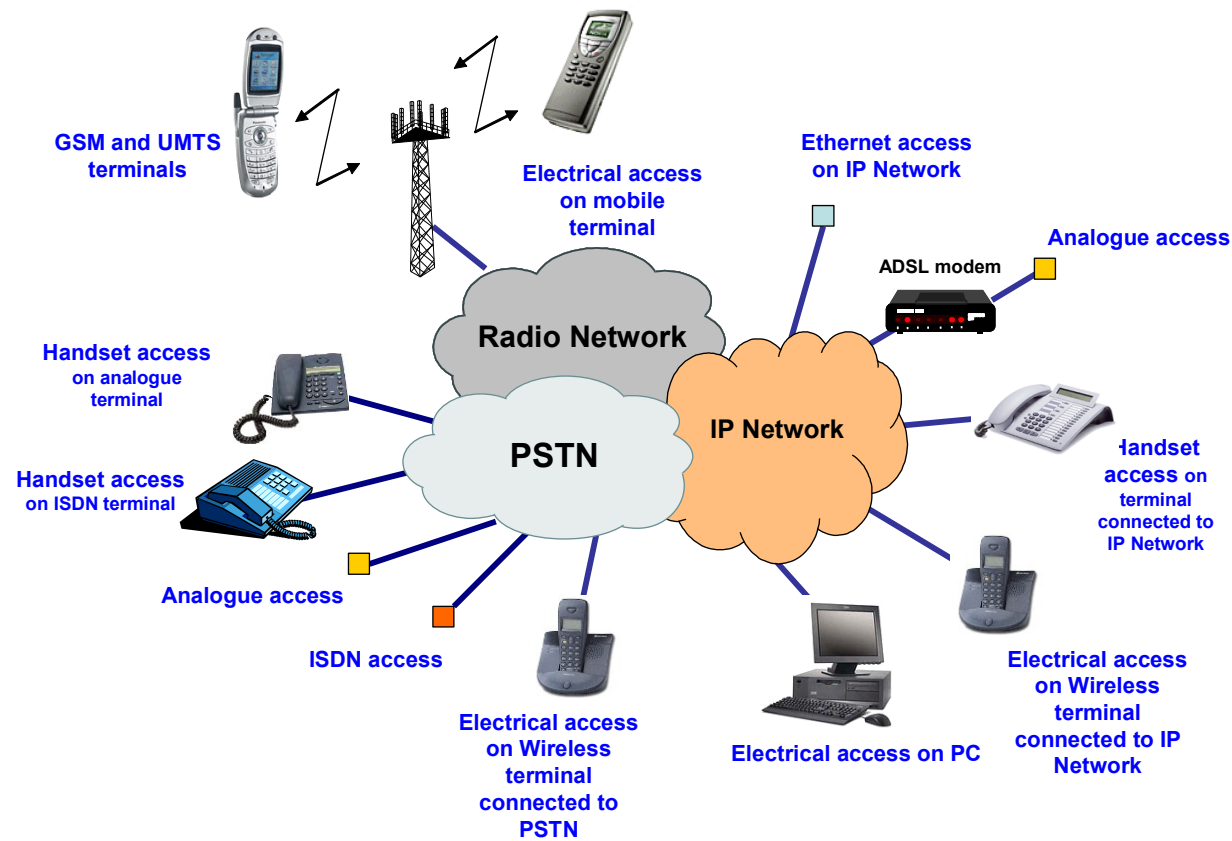 GSM and UMTS
terminals
Electrical access
on mobile
terminal
Ethernet access
on IP Network
Analogue access
ADSL modem
Radio Network
Handset access
on analogue
terminal
PSTN
IP Network
Handset access
on ISDN terminal
Handset
access on
terminal
connected to
IP Network
Analogue access
ISDN access
Electrical access
on Wireless
terminal
connected to
PSTN
Electrical access on PC
Electrical access
on Wireless
terminal
connected to IP
Network